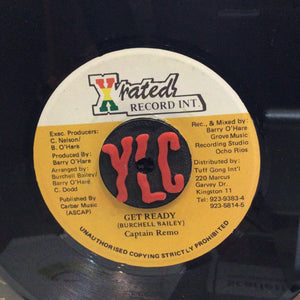 X rated
RECORD INT.
Exec. Producers:
C. Nelson/
B. O'Hare
Produced By:
Barry O'Hare
Arranged by
Burchell Bailey/
Barry O'Hare
C. Dodd
Published By
Carbar Music
(ASCAP)
Rec., & Mixed by
Barry O'Hare
Grove Music
Recording Studio
Ocho Rios
Distributed by:
Tuff Gong Int'l
220 Marcus
Garvey Dr.
Kingston 11
Tel: 923-9383-4
923-5814-5
YLC
GET READY
(BURCHELL BAILEY)
Captain Remo
UNAUTHORISED COPYING STRICTLY PROHIBITED